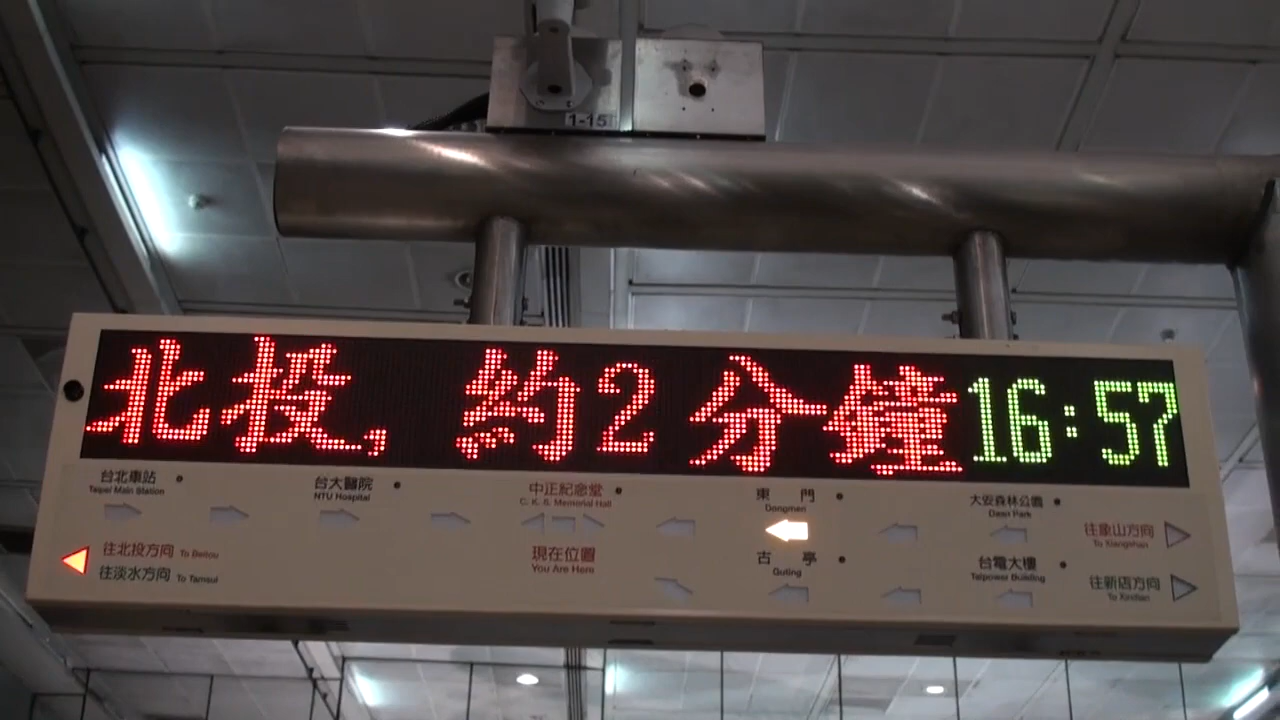 1-15
北投, 約2分鐘 16:57
台北車站
Taipei Main Station
台大醫院
NTU Hospital
中正紀念堂
C. K. S. Memorial Hall
東門
Dongmen
大安森林公園
Daan Park
往象山方向
To Xiangshan
往北投方向 To Beitou
往淡水方向 To Tamsui
現在位置
You Are Here
古亭
Guting
台電大樓
Taipower Building
往新店方向
To Xindian